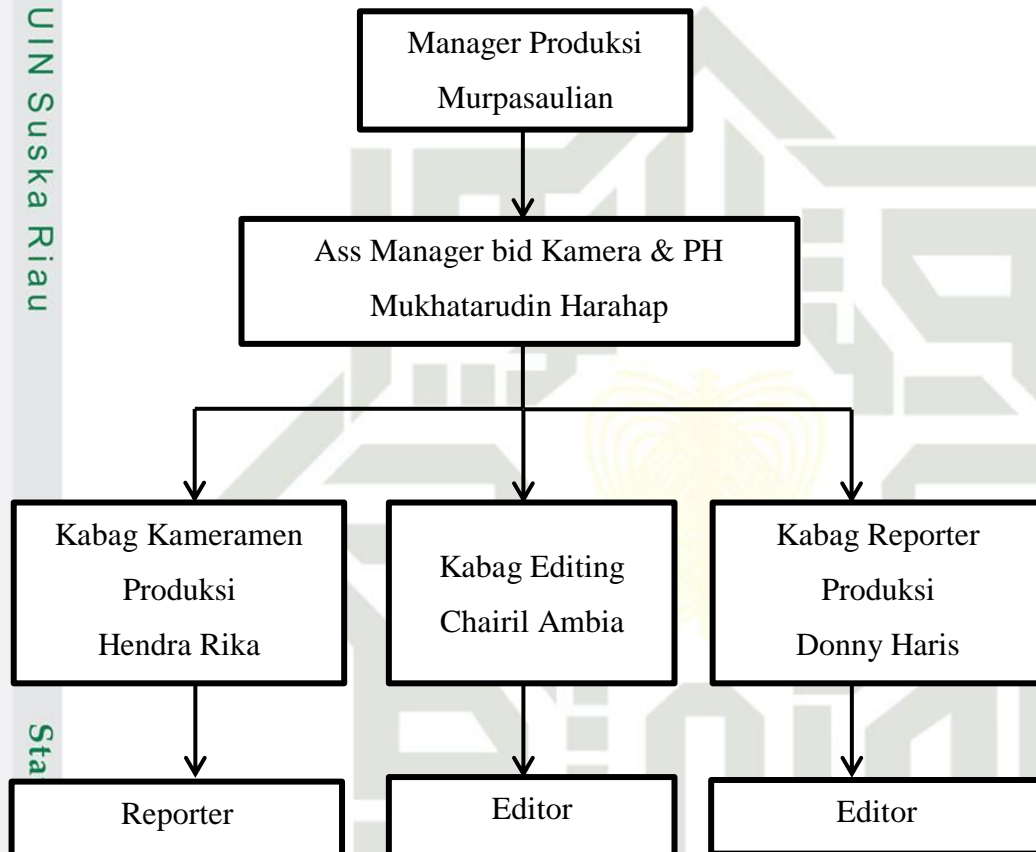 UIN Suska Riau
Manager Produksi
Murpasaulian
Ass Manager bid Kamera & PH
Mukhatarudin Harahap
Kabag Kameramen
Produksi
Hendra Rika
Kabag Editing
Chairil Ambia
Kabag Reporter
Produksi
Donny Haris
Reporter
Editor
Editor